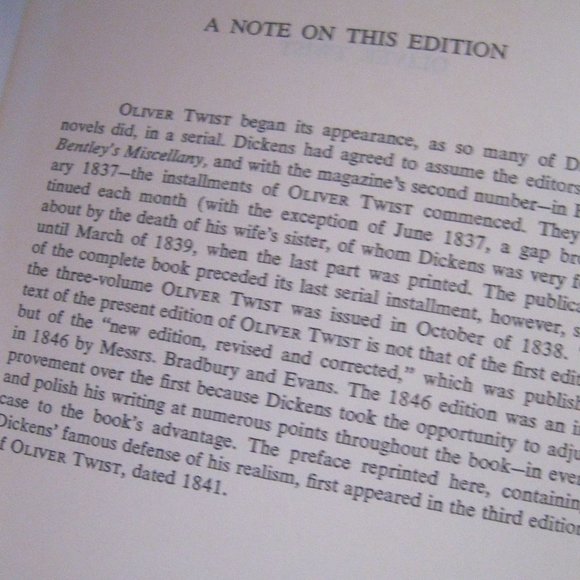 A NOTE ON THIS EDITION
OLIVER TWIST began its appearance, as so many of D
novels did, in a serial. Dickens had agreed to assume the editors
Bentley's Miscellany, and with the magazine's second number—in
ary 1837—the installments of OLIVER TWIST commenced. They
tinued each month (with the exception of June 1837, a gap bro
about by the death of his wife's sister, of whom Dickens was very f
until March of 1839, when the last part was printed. The public
of the complete book preceded its last serial installment, however, s
the three-volume OLIVER TWIST was issued in October of 1838.
text of the present edition of OLIVER TWIST is not that of the first edit
but of the "new edition, revised and corrected," which was publish
in 1846 by Messrs. Bradbury and Evans. The 1846 edition was an i
provement over the first because Dickens took the opportunity to adju
and polish his writing at numerous points throughout the book—in ever
case to the book's advantage. The preface reprinted here, containin
Dickens' famous defense of his realism, first appeared in the third edition
f OLIVER TWIST, dated 1841.